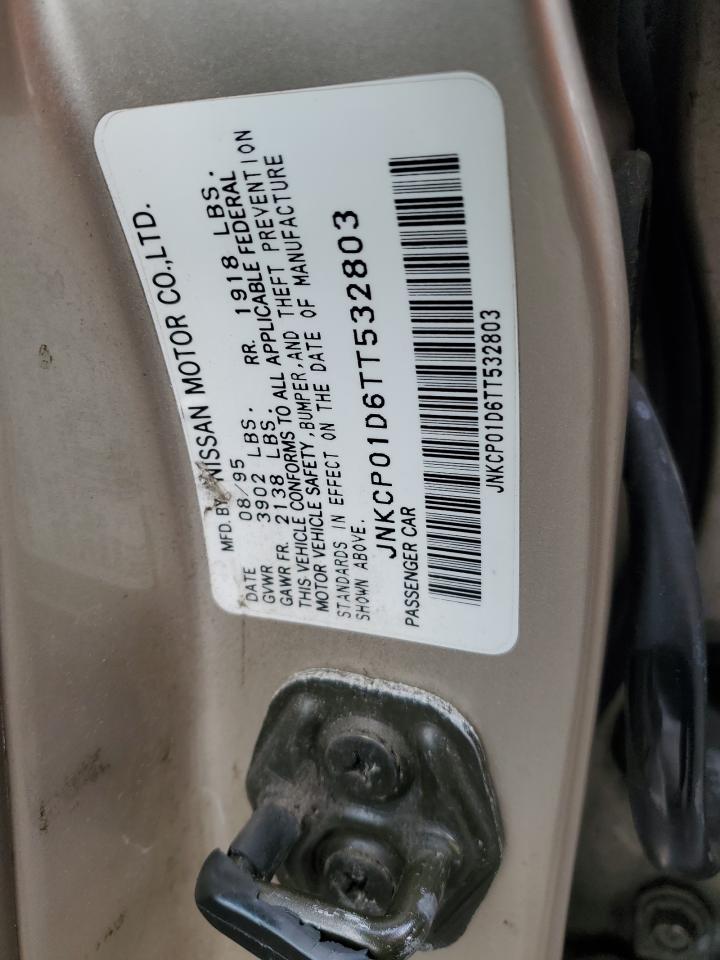 MFD. BY NISSAN MOTOR CO.,LTD.
DATE 08/95
GVWR 3902 LBS. RR. 1918 LBS.
GAWR FR. 2138 LBS.
THIS VEHICLE CONFORMS TO ALL APPLICABLE FEDERAL
MOTOR VEHICLE SAFETY,BUMPER,AND THEFT PREVENTION
STANDARDS IN EFFECT ON THE DATE OF MANUFACTURE
SHOWN ABOVE.
JNKCP01D6TT532803
PASSENGER CAR
JNKCP01D6TT532803